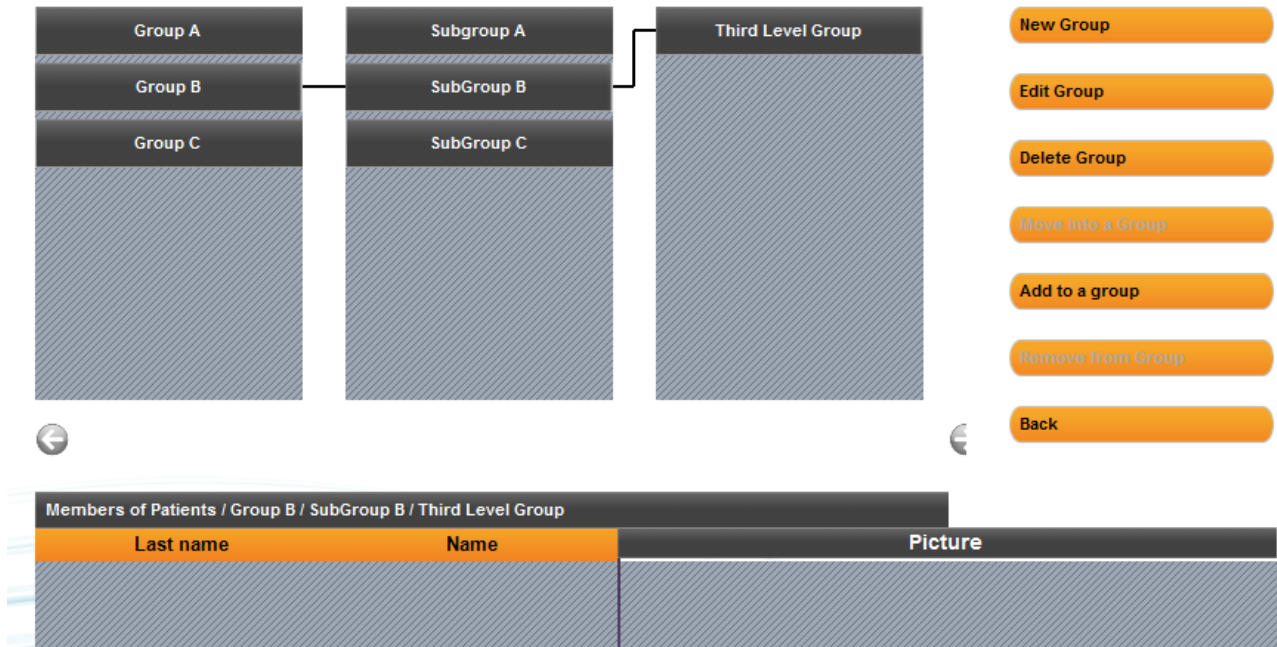 Group A
Group B
Group C
Subgroup A
SubGroup B
SubGroup C
Third Level Group
New Group
Edit Group
Delete Group
Move into a Group
Add to a group
Remove from Group
Back
Members of Patients / Group B / SubGroup B / Third Level Group
Last name Name Picture